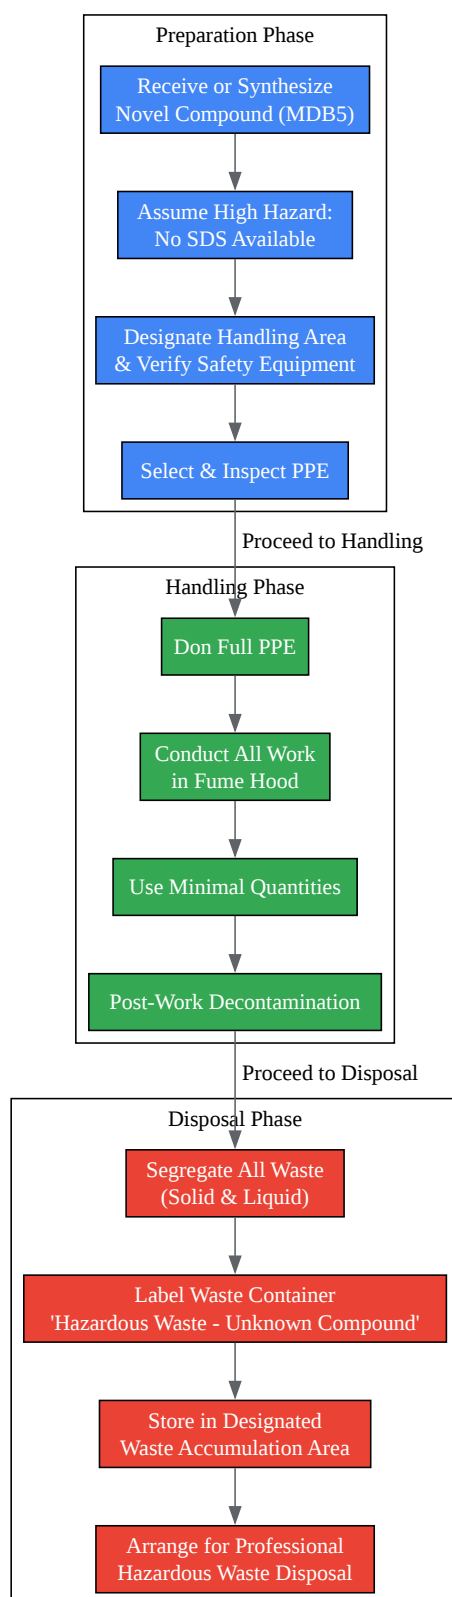 Preparation Phase
Receive or Synthesize
Novel Compound (MDB5)
Assume High Hazard:
No SDS Available
Designate Handling Area
& Verify Safety Equipment
Select & Inspect PPE
Proceed to Handling
Handling Phase
Don Full PPE
Conduct All Work
in Fume Hood
Use Minimal Quantities
Post-Work Decontamination
Proceed to Disposal
Disposal Phase
Segregate All Waste
(Solid & Liquid)
Label Waste Container
'Hazardous Waste - Unknown Compound'
Store in Designated
Waste Accumulation Area
Arrange for Professional
Hazardous Waste Disposal